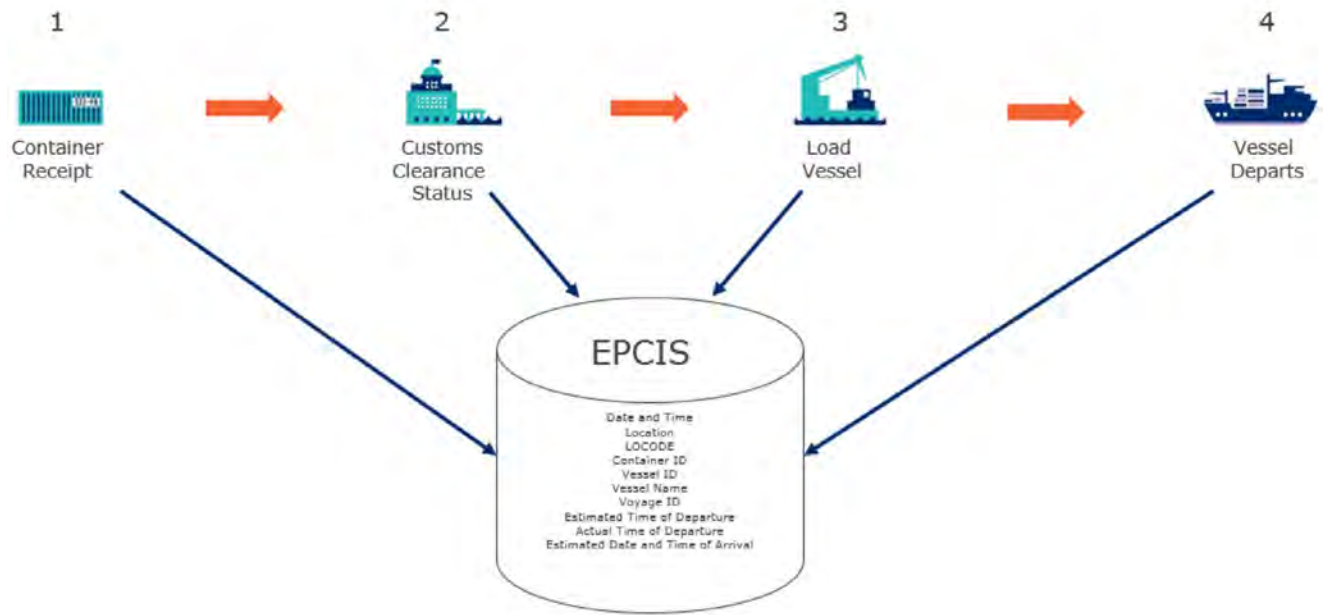 1
2
3
4
Container
Receipt
Customs
Clearance
Status
Load
Vessel
Vessel
Departs
EPCIS
Date and Time
Location
LOCODE
Container ID
Vessel ID
Vessel Name
Voyage ID
Estimated Time of Departure
Actual Time of Departure
Estimated Date and Time of Arrival